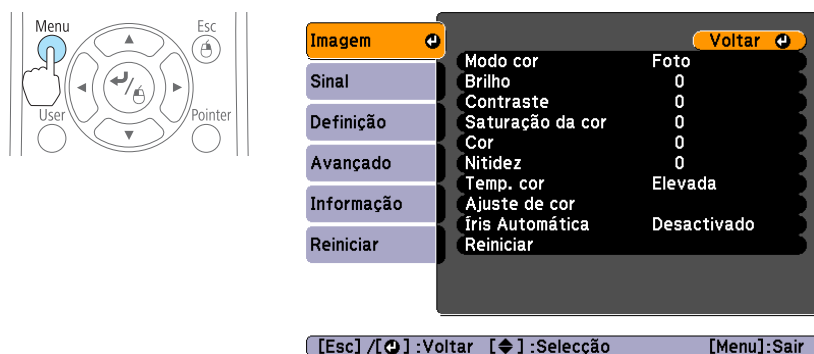 Menu
Esc
User
Pointer
Imagem
Sinal
Definição
Avançado
Informação
Reiniciar
Voltar
Modo cor Foto
Brilho 0
Contraste 0
Saturação da cor 0
Cor 0
Nitidez 0
Temp. cor Elevada
Ajuste de cor
Íris Automática Desactivado
Reiniciar
[Esc] /[ ] :Voltar [ ] :Selecção [Menu]:Sair